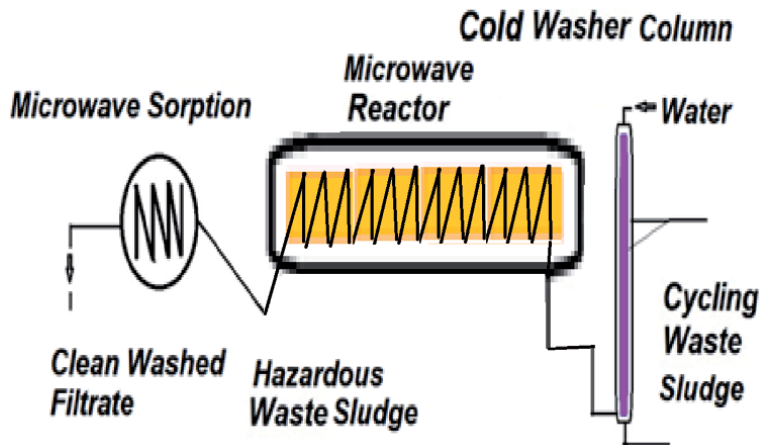 Cold Washer Column
Microwave
Reactor
Microwave Sorption
Water
Cycling
Waste
Sludge
Clean Washed
Filtrate
Hazardous
Waste Sludge